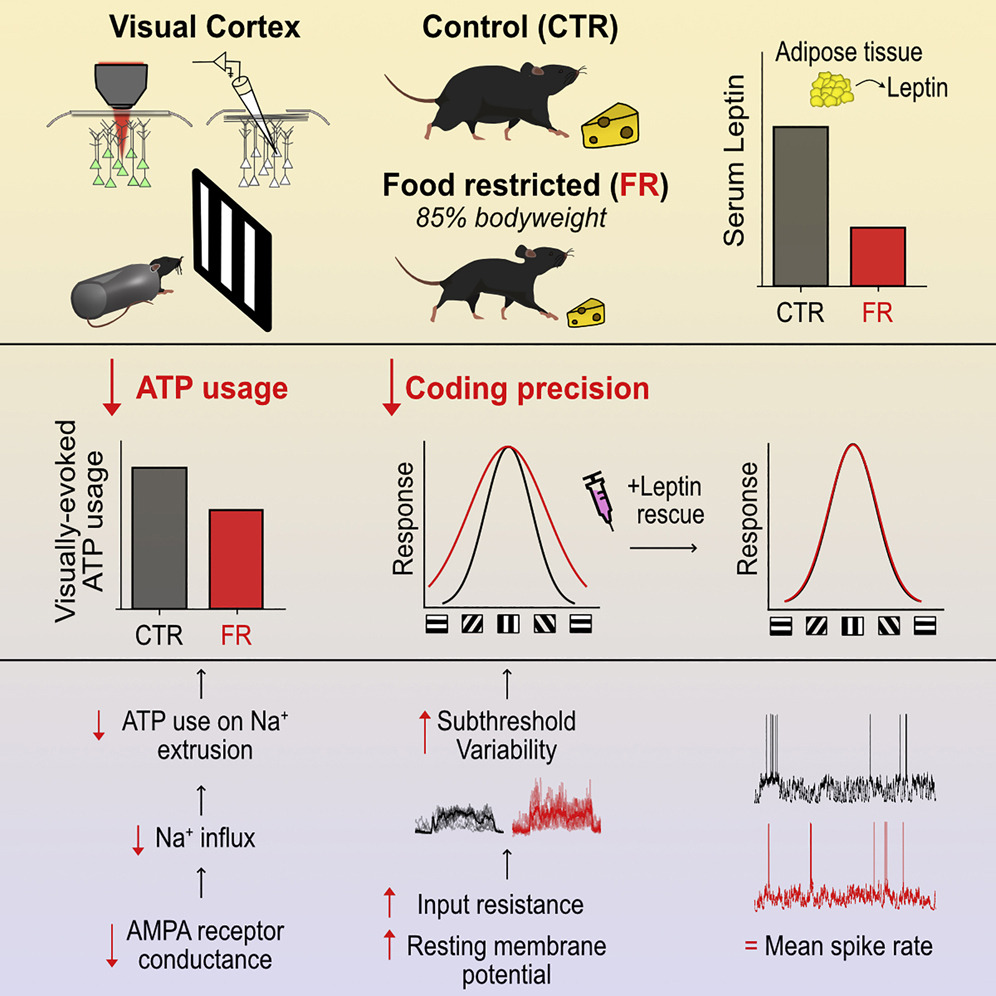 Visual Cortex
Control (CTR)
Food restricted (FR)
85% bodyweight
Serum Leptin
Adipose tissue
Leptin
CTR
FR
ATP usage
Visually-evoked
ATP usage
CTR
FR
Coding precision
Response
+Leptin
rescue
Response
ATP use on Na⁺
extrusion
Na⁺ influx
AMPA receptor
conductance
Subthreshold
Variability
Input resistance
Resting membrane
potential
= Mean spike rate